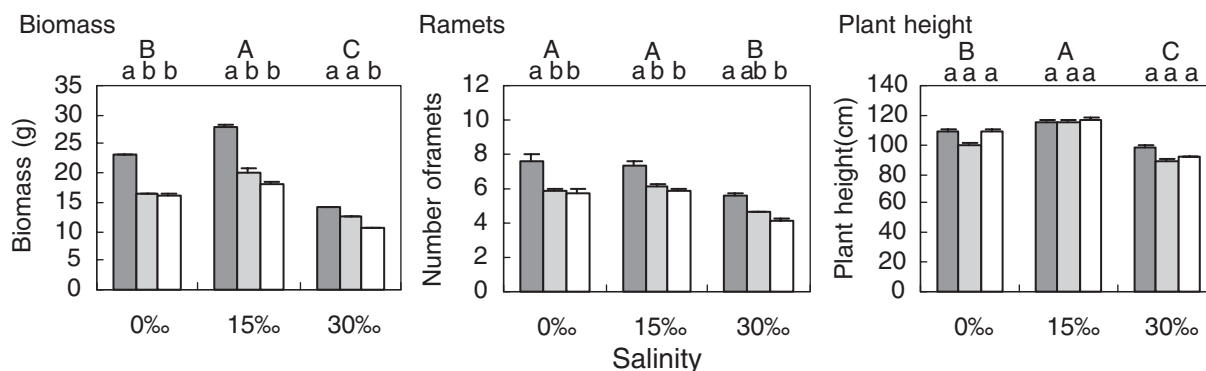 Biomass
B A C
a b b a b b a a b
35
30
25
20
15
10
5
0
Biomass (g)
0‰ 15‰ 30‰
Ramets
A A B
a b b a b b a ab b
12
10
8
6
4
2
0
Number oframets
0‰ 15‰ 30‰
Salinity
Plant height
B A C
a a a a a a a a a
140
120
100
80
60
40
20
0
Plant height(cm)
0‰ 15‰ 30‰